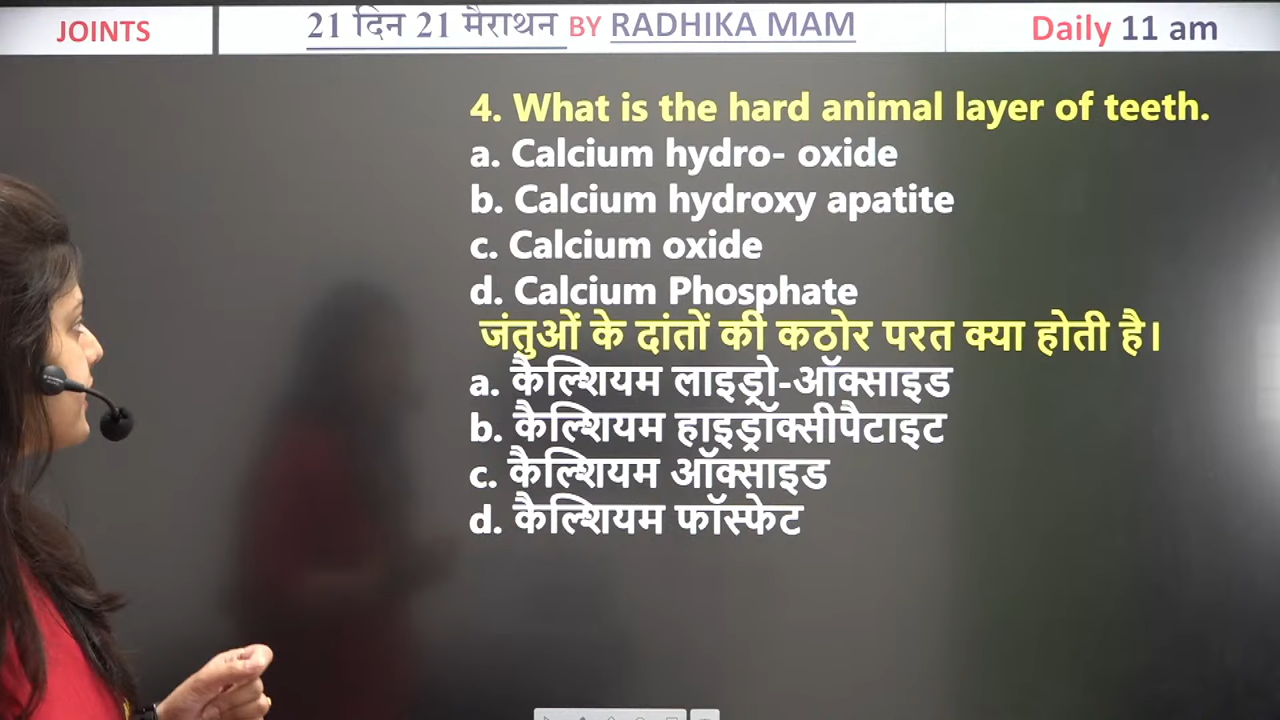 JOINTS
21 दिन 21 मैराथन BY RADHIKA MAM
Daily 11 am
4. What is the hard animal layer of teeth.
a. Calcium hydro- oxide
b. Calcium hydroxy apatite
c. Calcium oxide
d. Calcium Phosphate
जंतुओं के दांतों की कठोर परत क्या होती है।
a. कैल्शियम लाइड्रो-ऑक्साइड
b. कैल्शियम हाइड्रॉक्सीपैटाइट
c. कैल्शियम ऑक्साइड
d. कैल्शियम फॉस्फेट